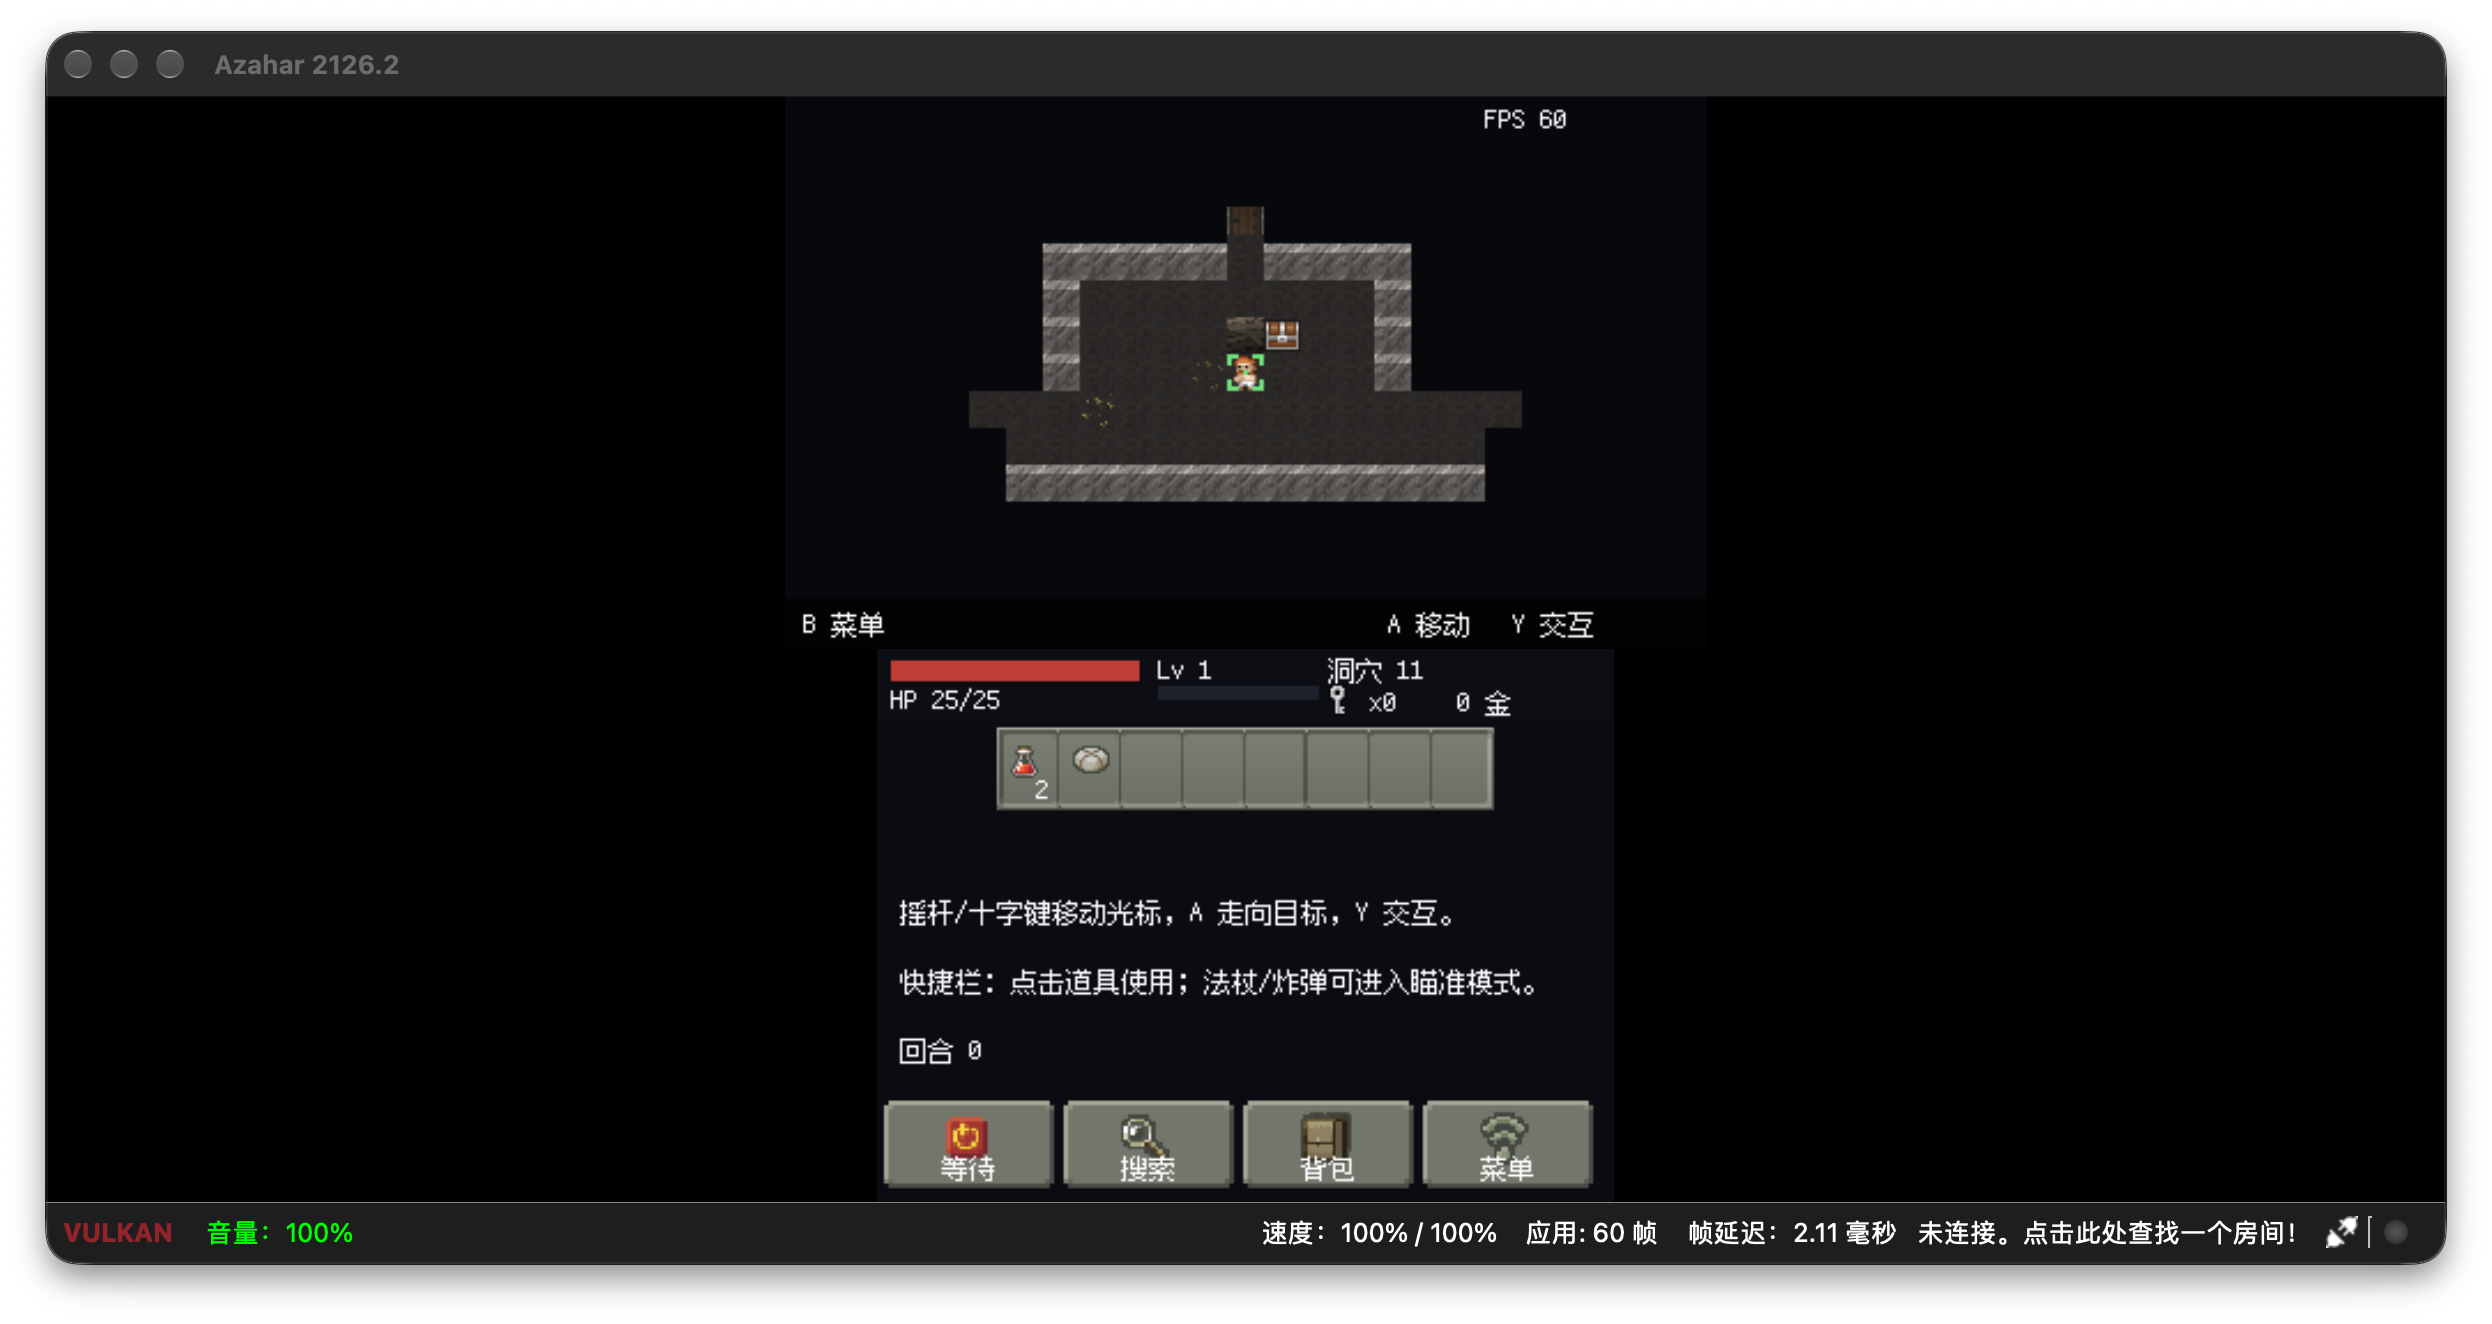 Azahar 2126.2
FPS 60
B 菜单 A 移动 Y 交互
Lv 1 洞穴 11
HP 25/25 x0 0 金
2
摇杆/十字键移动光标，A 走向目标，Y 交互。
快捷栏：点击道具使用；法杖/炸弹可进入瞄准模式。
回合 0
等待 搜索 背包 菜单
VULKAN 音量：100% 速度：100% / 100% 应用: 60 帧 帧延迟：2.11 毫秒 未连接。点击此处查找一个房间！